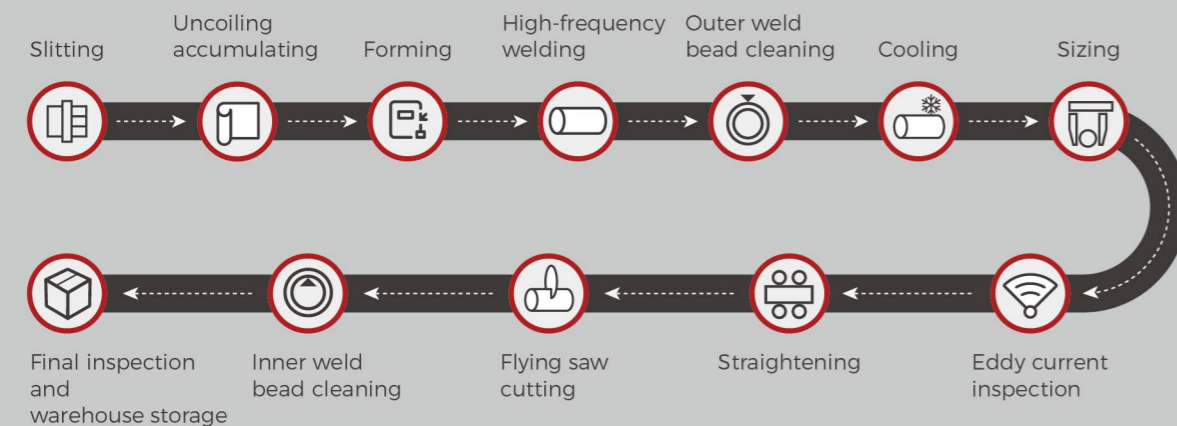 Slitting
Uncoiling
accumulating
Forming
High-frequency
welding
Outer weld
bead cleaning
Cooling
Sizing
Final inspection
and
warehouse storage
Inner weld
bead cleaning
Flying saw
cutting
Straightening
Eddy current
inspection